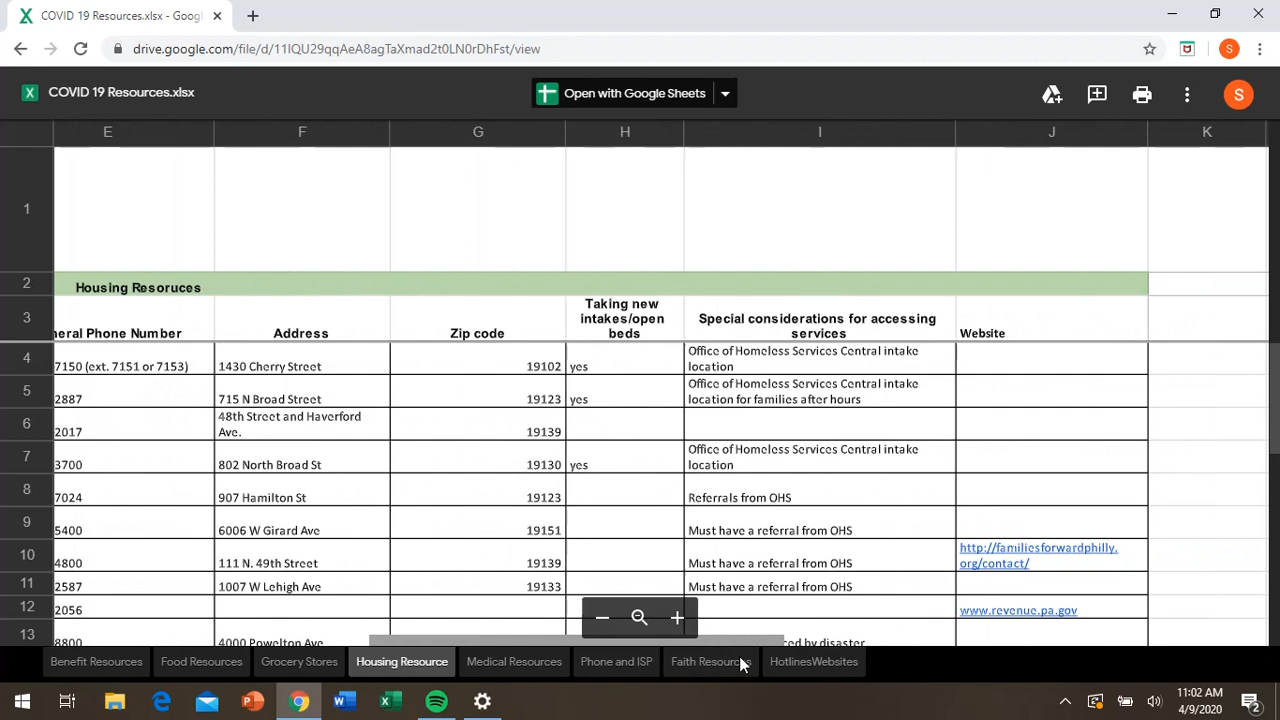 COVID 19 Resources.xlsx - Goog
drive.google.com/file/d/11IQU29qqAeA8agTaXmad2t0LN0rDhFst/view
S
COVID 19 Resources.xlsx
Open with Google Sheets
S
E F G H I J K
1
2 Housing Resoruces
Taking new
intakes/open
beds
Special considerations for accessing
services
3 neral Phone Number Address Zip code Website
4 7150 (ext. 7151 or 7153) 1430 Cherry Street 19102 yes
Office of Homeless Services Central intake
location
5 2887 715 N Broad Street 19123 yes
Office of Homeless Services Central intake
location for families after hours
6 2017
48th Street and Haverford
Ave.
19139
7 3700 802 North Broad St 19130 yes
Office of Homeless Services Central intake
location
8 7024 907 Hamilton St 19123 Referrals from OHS
9 5400 6006 W Girard Ave 19151 Must have a referral from OHS
10 4800 111 N. 49th Street 19139 Must have a referral from OHS
http://familiesforwardphilly.
org/contact/
11 2587 1007 W Lehigh Ave 19133 Must have a referral from OHS
12 2056 www.revenue.pa.gov
13 8800 4000 Powelton Ave by disaster
Benefit Resources Food Resources Grocery Stores Housing Resource Medical Resources Phone and ISP Faith Resources HotlinesWebsites
11:02 AM
4/9/2020
2